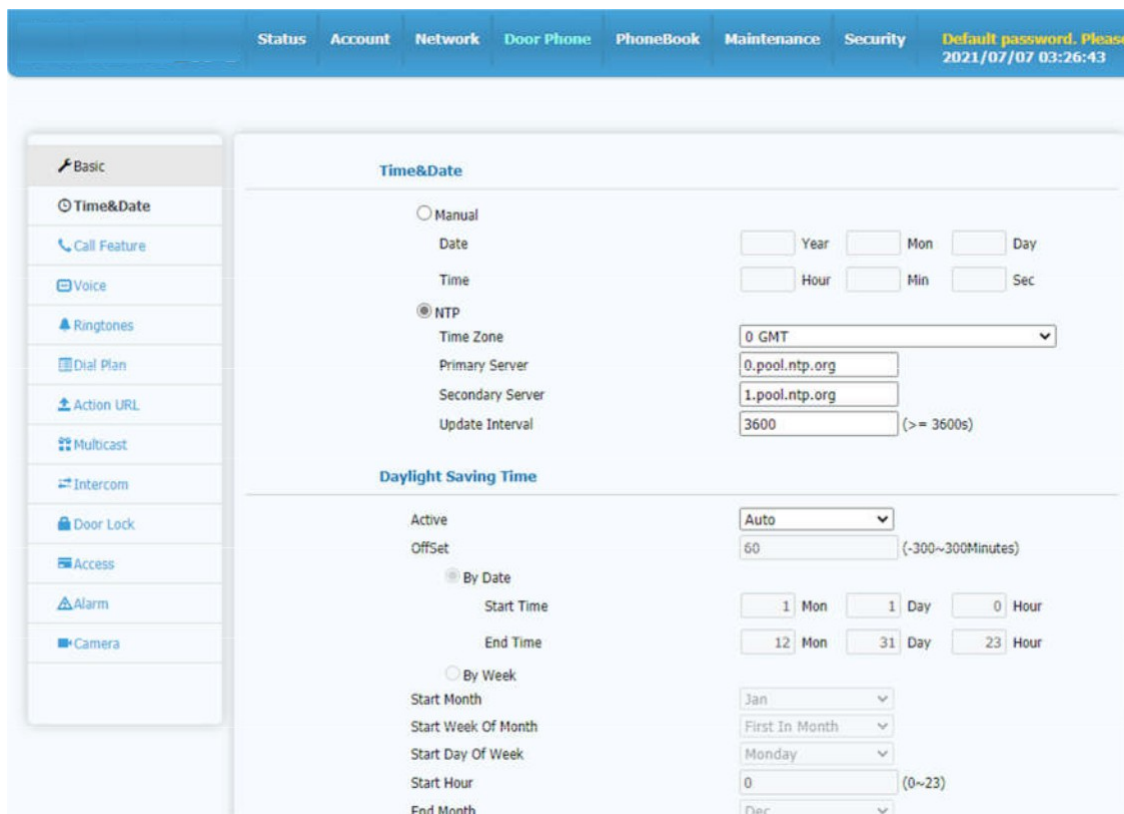 Status Account Network Door Phone PhoneBook Maintenance Security Default password. Please
2021/07/07 03:26:43
Basic
Time&Date
Call Feature
Voice
Ringtones
Dial Plan
Action URL
Multicast
Intercom
Door Lock
Access
Alarm
Camera
Time&Date
Manual
Date Year Mon Day
Time Hour Min Sec
NTP
Time Zone 0 GMT
Primary Server 0.pool.ntp.org
Secondary Server 1.pool.ntp.org
Update Interval 3600 (>= 3600s)
Daylight Saving Time
Active Auto
OffSet 60 (-300~300Minutes)
By Date
Start Time 1 Mon 1 Day 0 Hour
End Time 12 Mon 31 Day 23 Hour
By Week
Start Month Jan
Start Week Of Month First In Month
Start Day Of Week Monday
Start Hour 0 (0~23)
End Month Dec